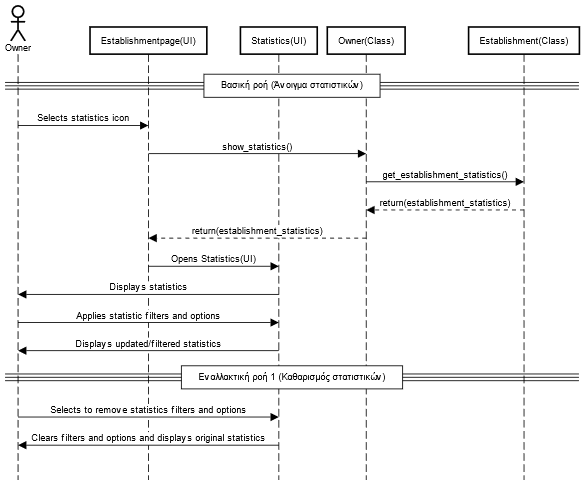 Owner
Establishmentpage(UI)
Statistics(UI)
Owner(Class)
Establishment(Class)
Βασική ροή (Άνοιγμα στατιστικών)
Selects statistics icon
show_statistics()
get_establishment_statistics()
return(establishment_statistics)
return(establishment_statistics)
Opens Statistics(UI)
Displays statistics
Applies statistic filters and options
Displays updated/filtered statistics
Εναλλακτική ροή 1 (Καθαρισμός στατιστικών)
Selects to remove statistics filters and options
Clears filters and options and displays original statistics